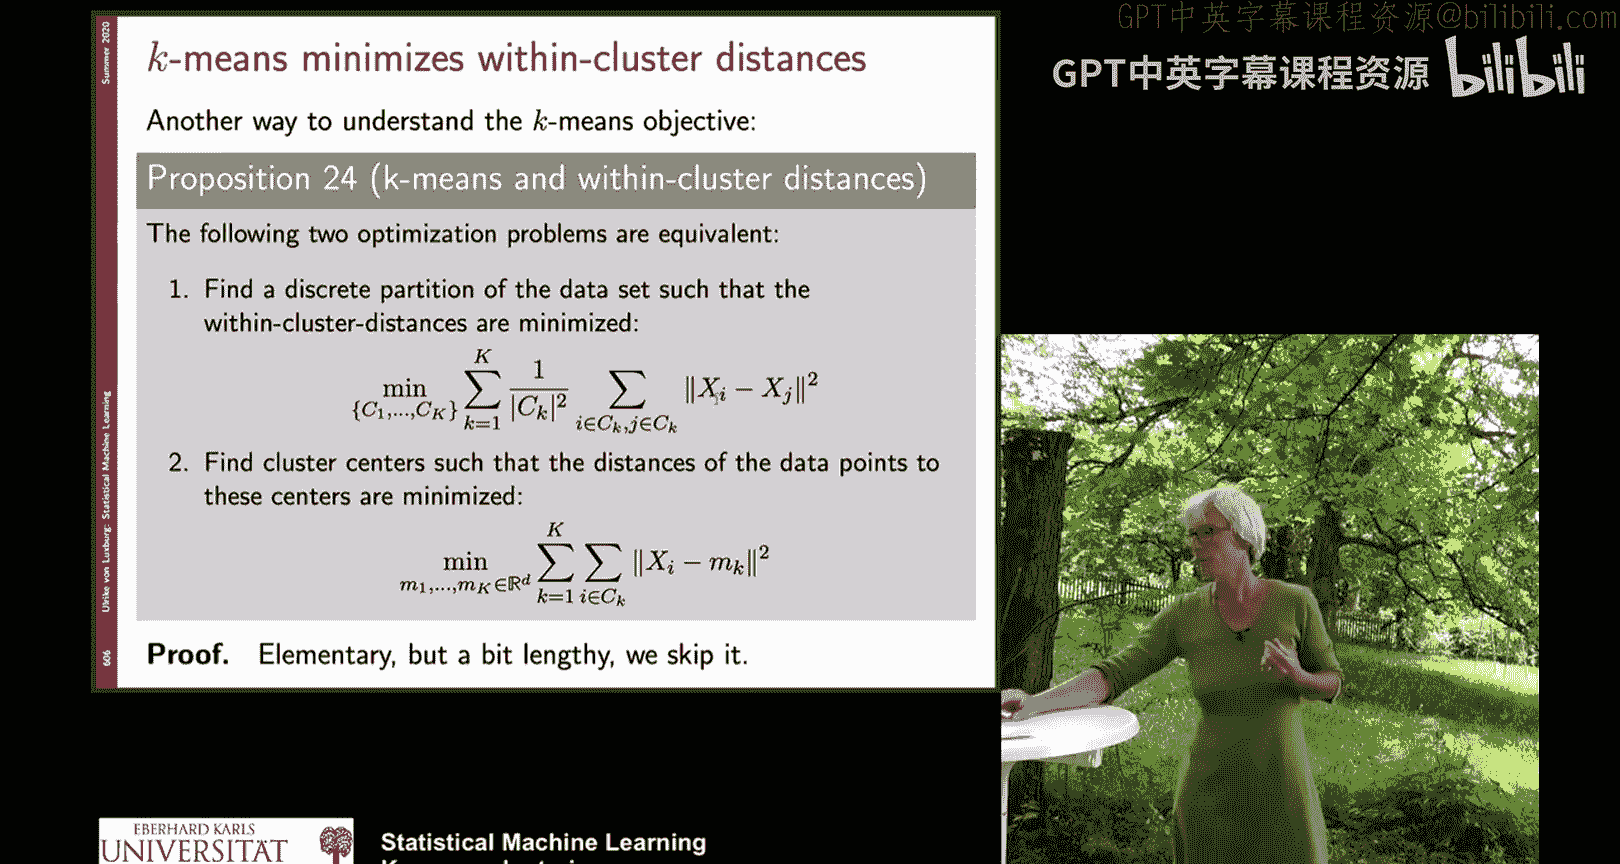 GPT中英字幕课程资源@bilibili.com
GPT中英字幕课程资源 bilibili
Summer 2020
Ulrike von Luxburg: Statistical Machine Learning
606
k-means minimizes within-cluster distances
Another way to understand the k-means objective:
Proposition 24 (k-means and within-cluster distances)
The following two optimization problems are equivalent:
1. Find a discrete partition of the data set such that the
within-cluster-distances are minimized:
min_{{C_1,...,C_K}} \sum_{k=1}^{K} \frac{1}{|C_k|^2} \sum_{i∈C_k, j∈C_k} ‖X_i − X_j‖^2
2. Find cluster centers such that the distances of the data points to
these centers are minimized:
min_{m_1,...,m_K∈ℝ^d} \sum_{k=1}^{K} \sum_{i∈C_k} ‖X_i − m_k‖^2
Proof. Elementary, but a bit lengthy, we skip it.
EBERHARD KARLS
UNIVERSITÄT
Statistical Machine Learning